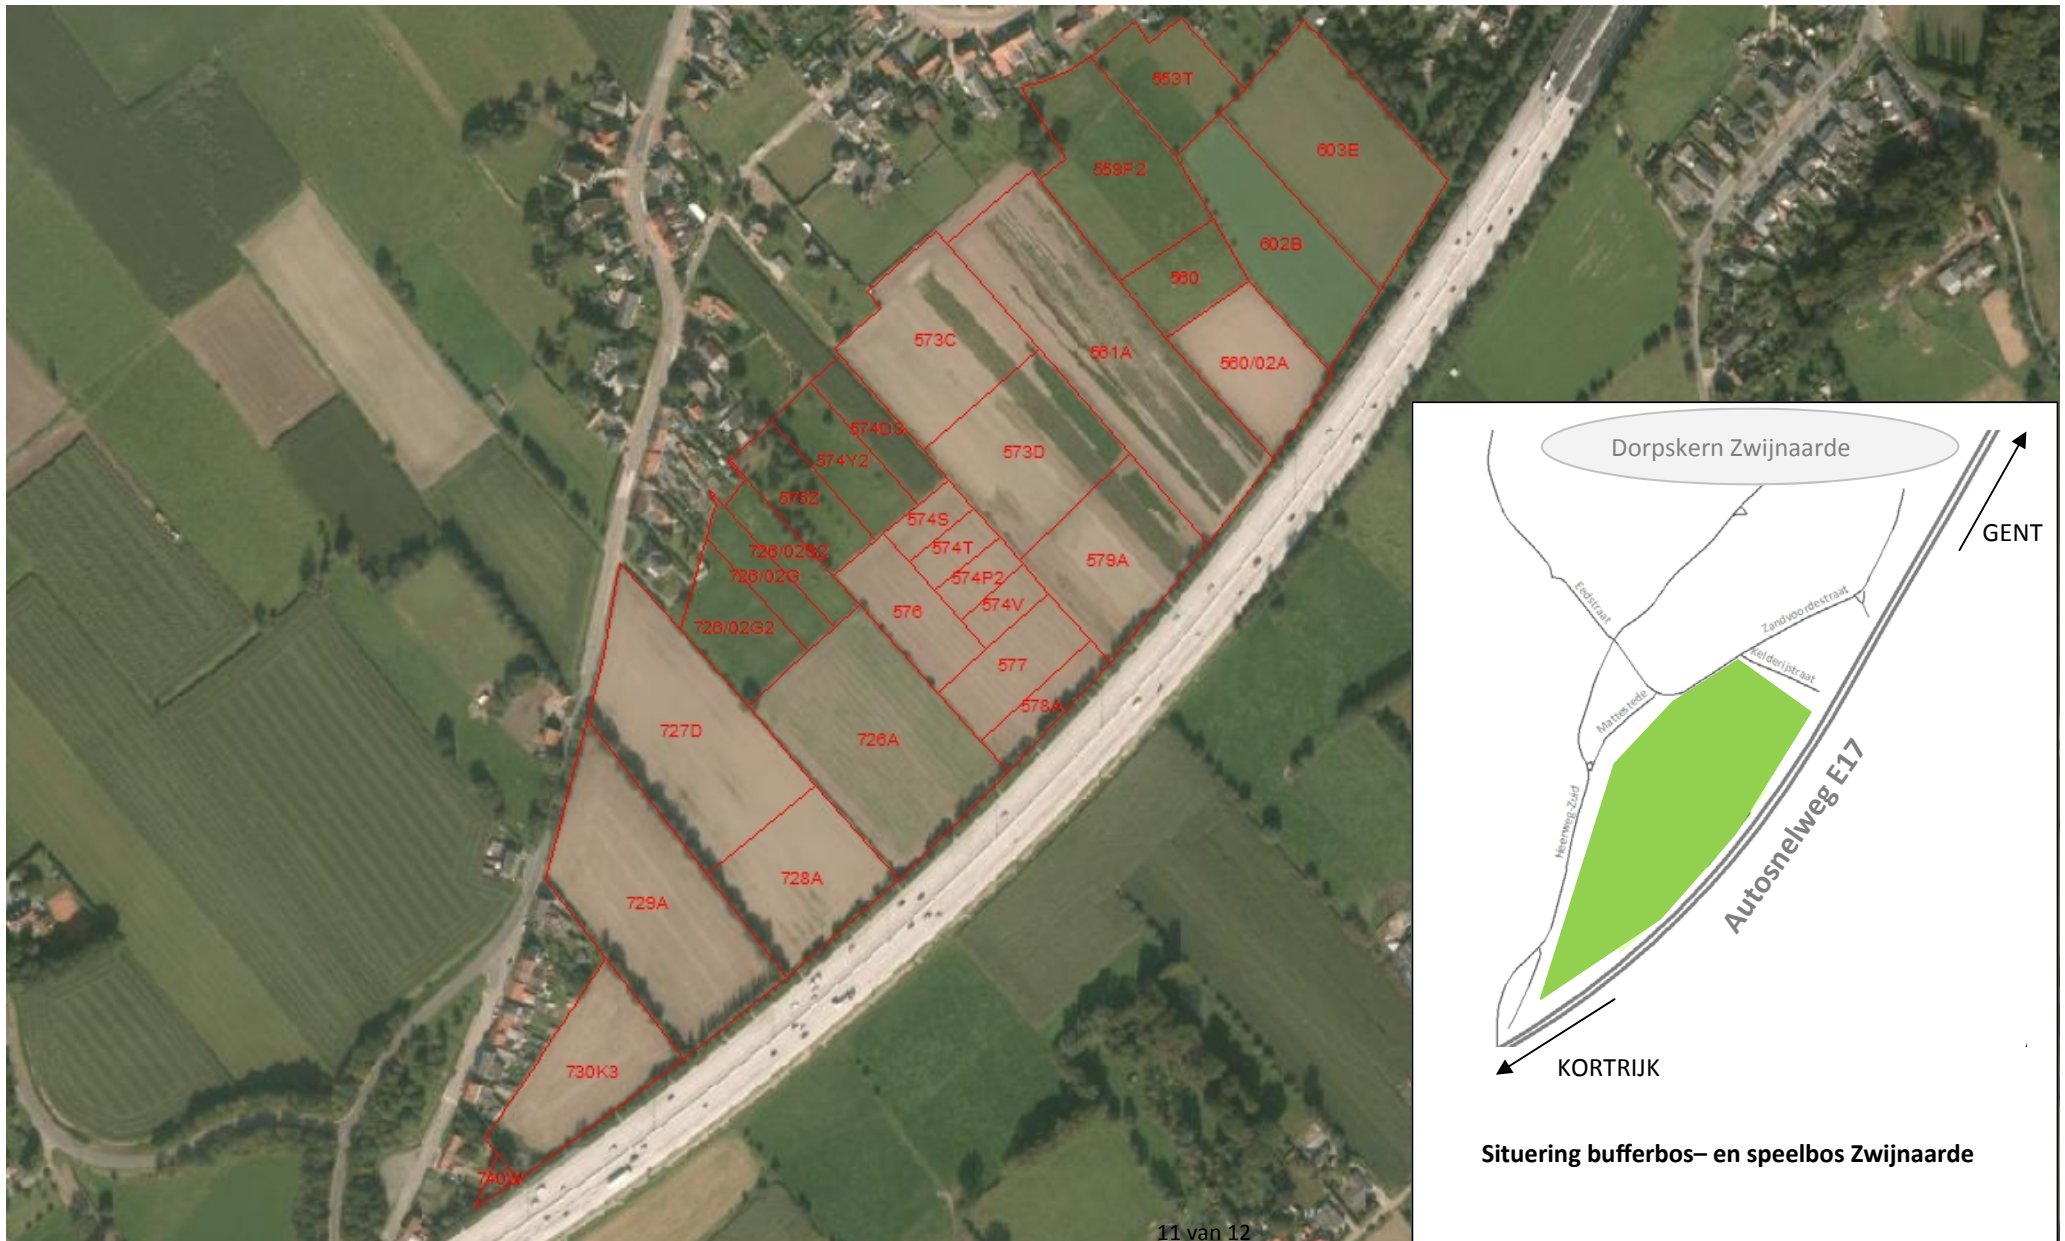 553T
603E
559F2
602B
560
573C
561A
560/02A
574D3
573D
574Y2
575Z
574S
574T
579A
726/02S2
574P2
726/02G
574V
576
726/02G2
577
578A
727D
726A
728A
729A
730K3
11 van 12
Dorpskern Zwijnaarde
GENT
Eedstraat
Zandvoordestraat
Kelderijstraat
Mattestede
Heerweg-Zuid
Autosnelweg E17
KORTRIJK
Situering bufferbos– en speelbos Zwijnaarde